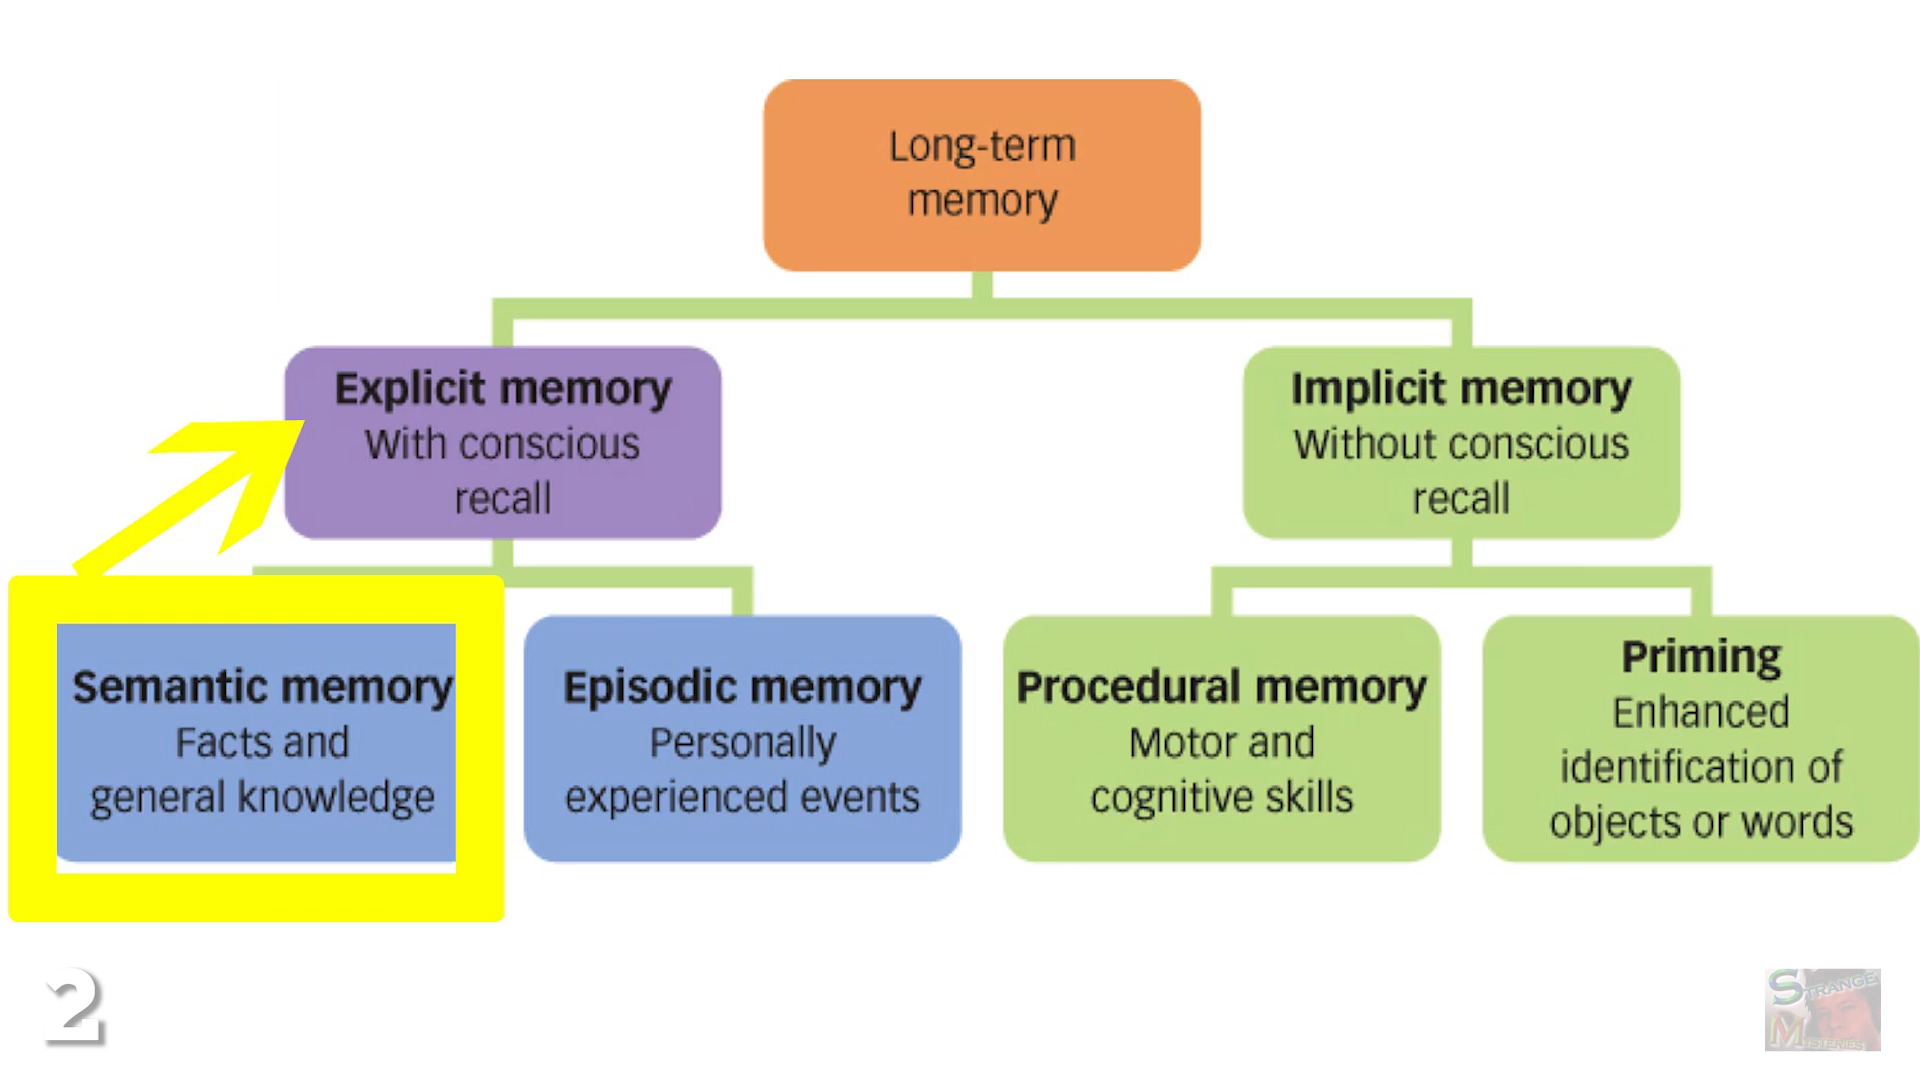 Long-term
memory
Explicit memory
With conscious
recall
Implicit memory
Without conscious
recall
Semantic memory
Facts and
general knowledge
Episodic memory
Personally
experienced events
Procedural memory
Motor and
cognitive skills
Priming
Enhanced
identification of
objects or words
2
STRANGE
MYSTERIES